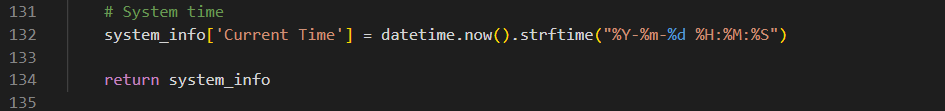 131 # System time
132 system_info['Current Time'] = datetime.now().strftime("%Y-%m-%d %H:%M:%S")
133
134 return system_info
135